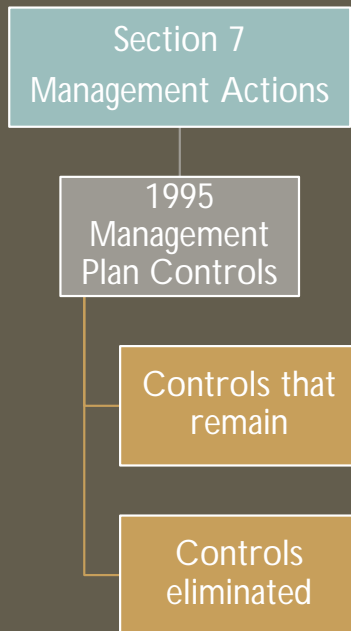 Section 7
Management Actions
1995
Management
Plan Controls
Controls that
remain
Controls
eliminated